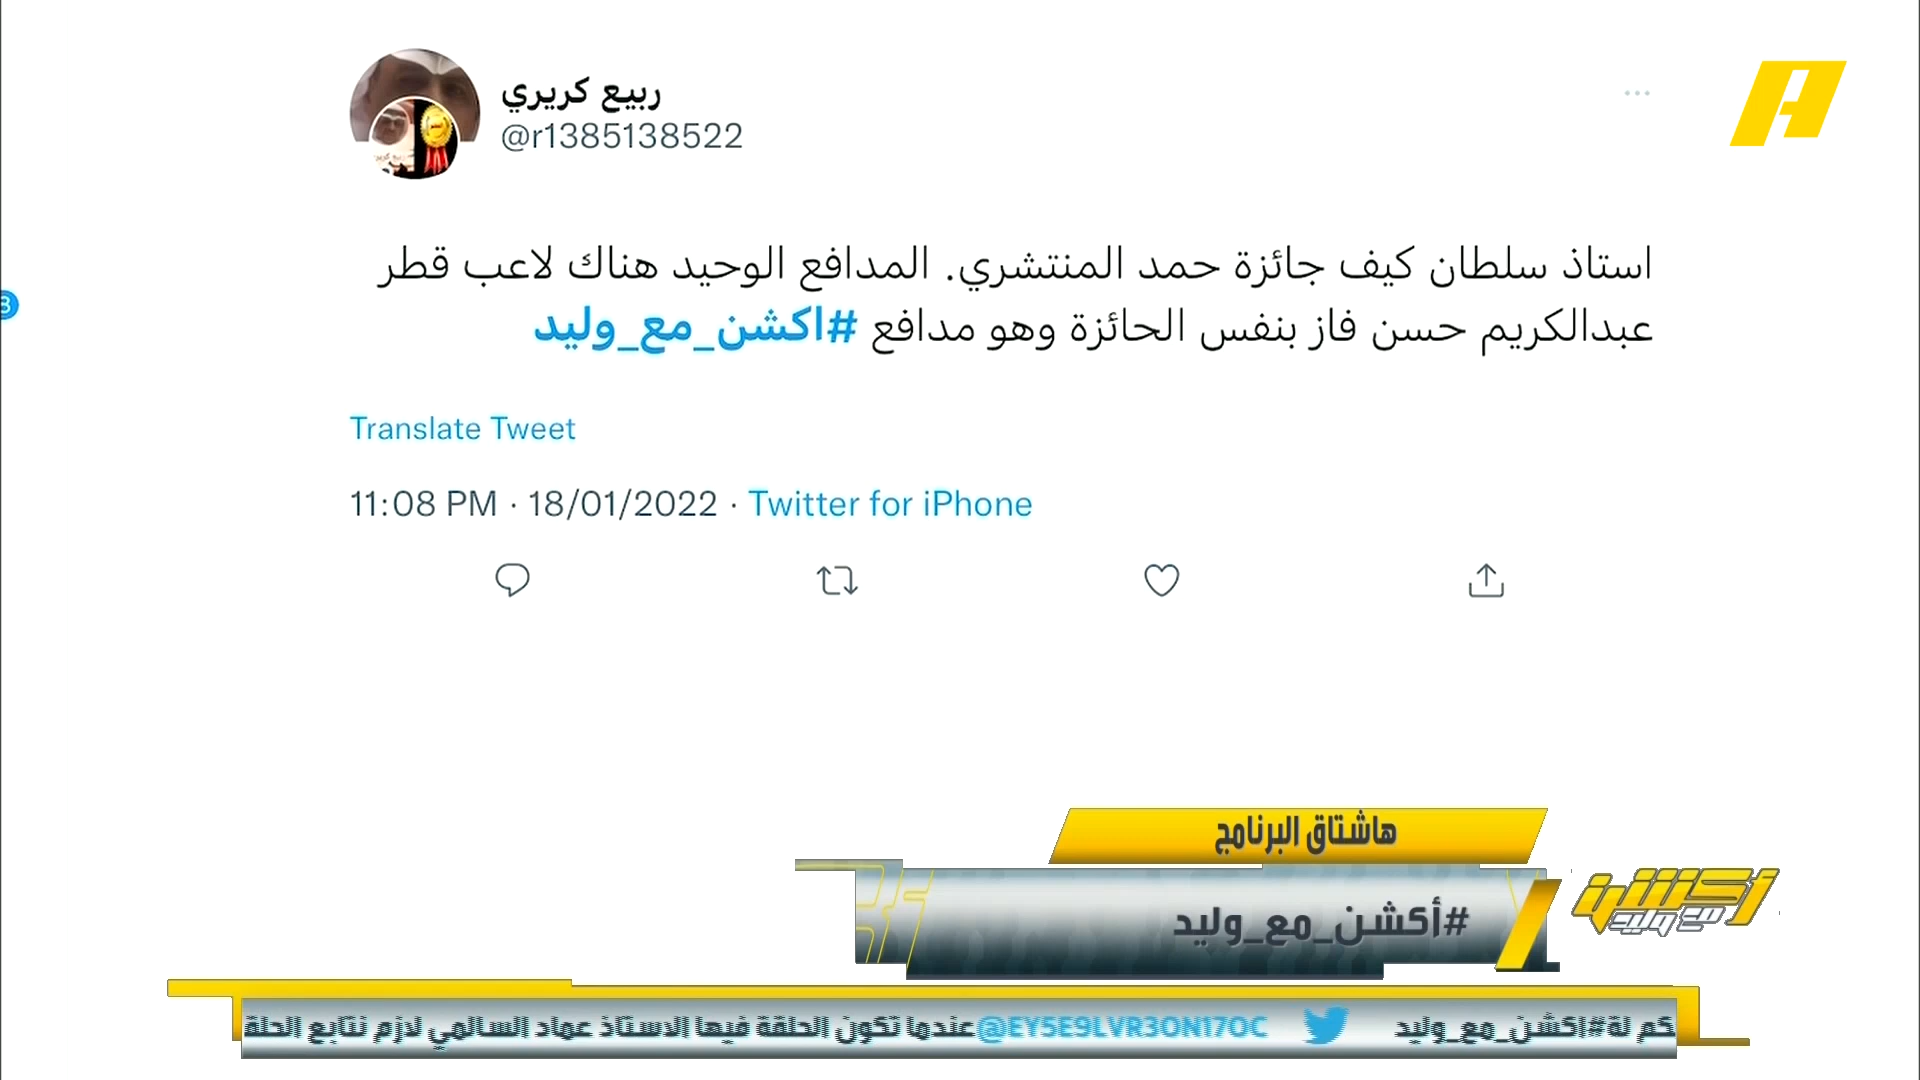 ربيع كريري
@r1385138522
استاذ سلطان كيف جائزة حمد المنتشري. المدافع الوحيد هناك لاعب قطر
عبدالكريم حسن فاز بنفس الحائزة وهو مدافع #اكشن_مع_وليد
Translate Tweet
11:08 PM · 18/01/2022 · Twitter for iPhone
هاشتاق البرنامج
#أكشن_مع_وليد
أكشن مع وليد
كم لة#اكشن_مع_وليد @EY5E9LVR3ON17OC عندما تكون الحلقة فيها الاستاذ عماد السالمي لازم نتابع الحلة